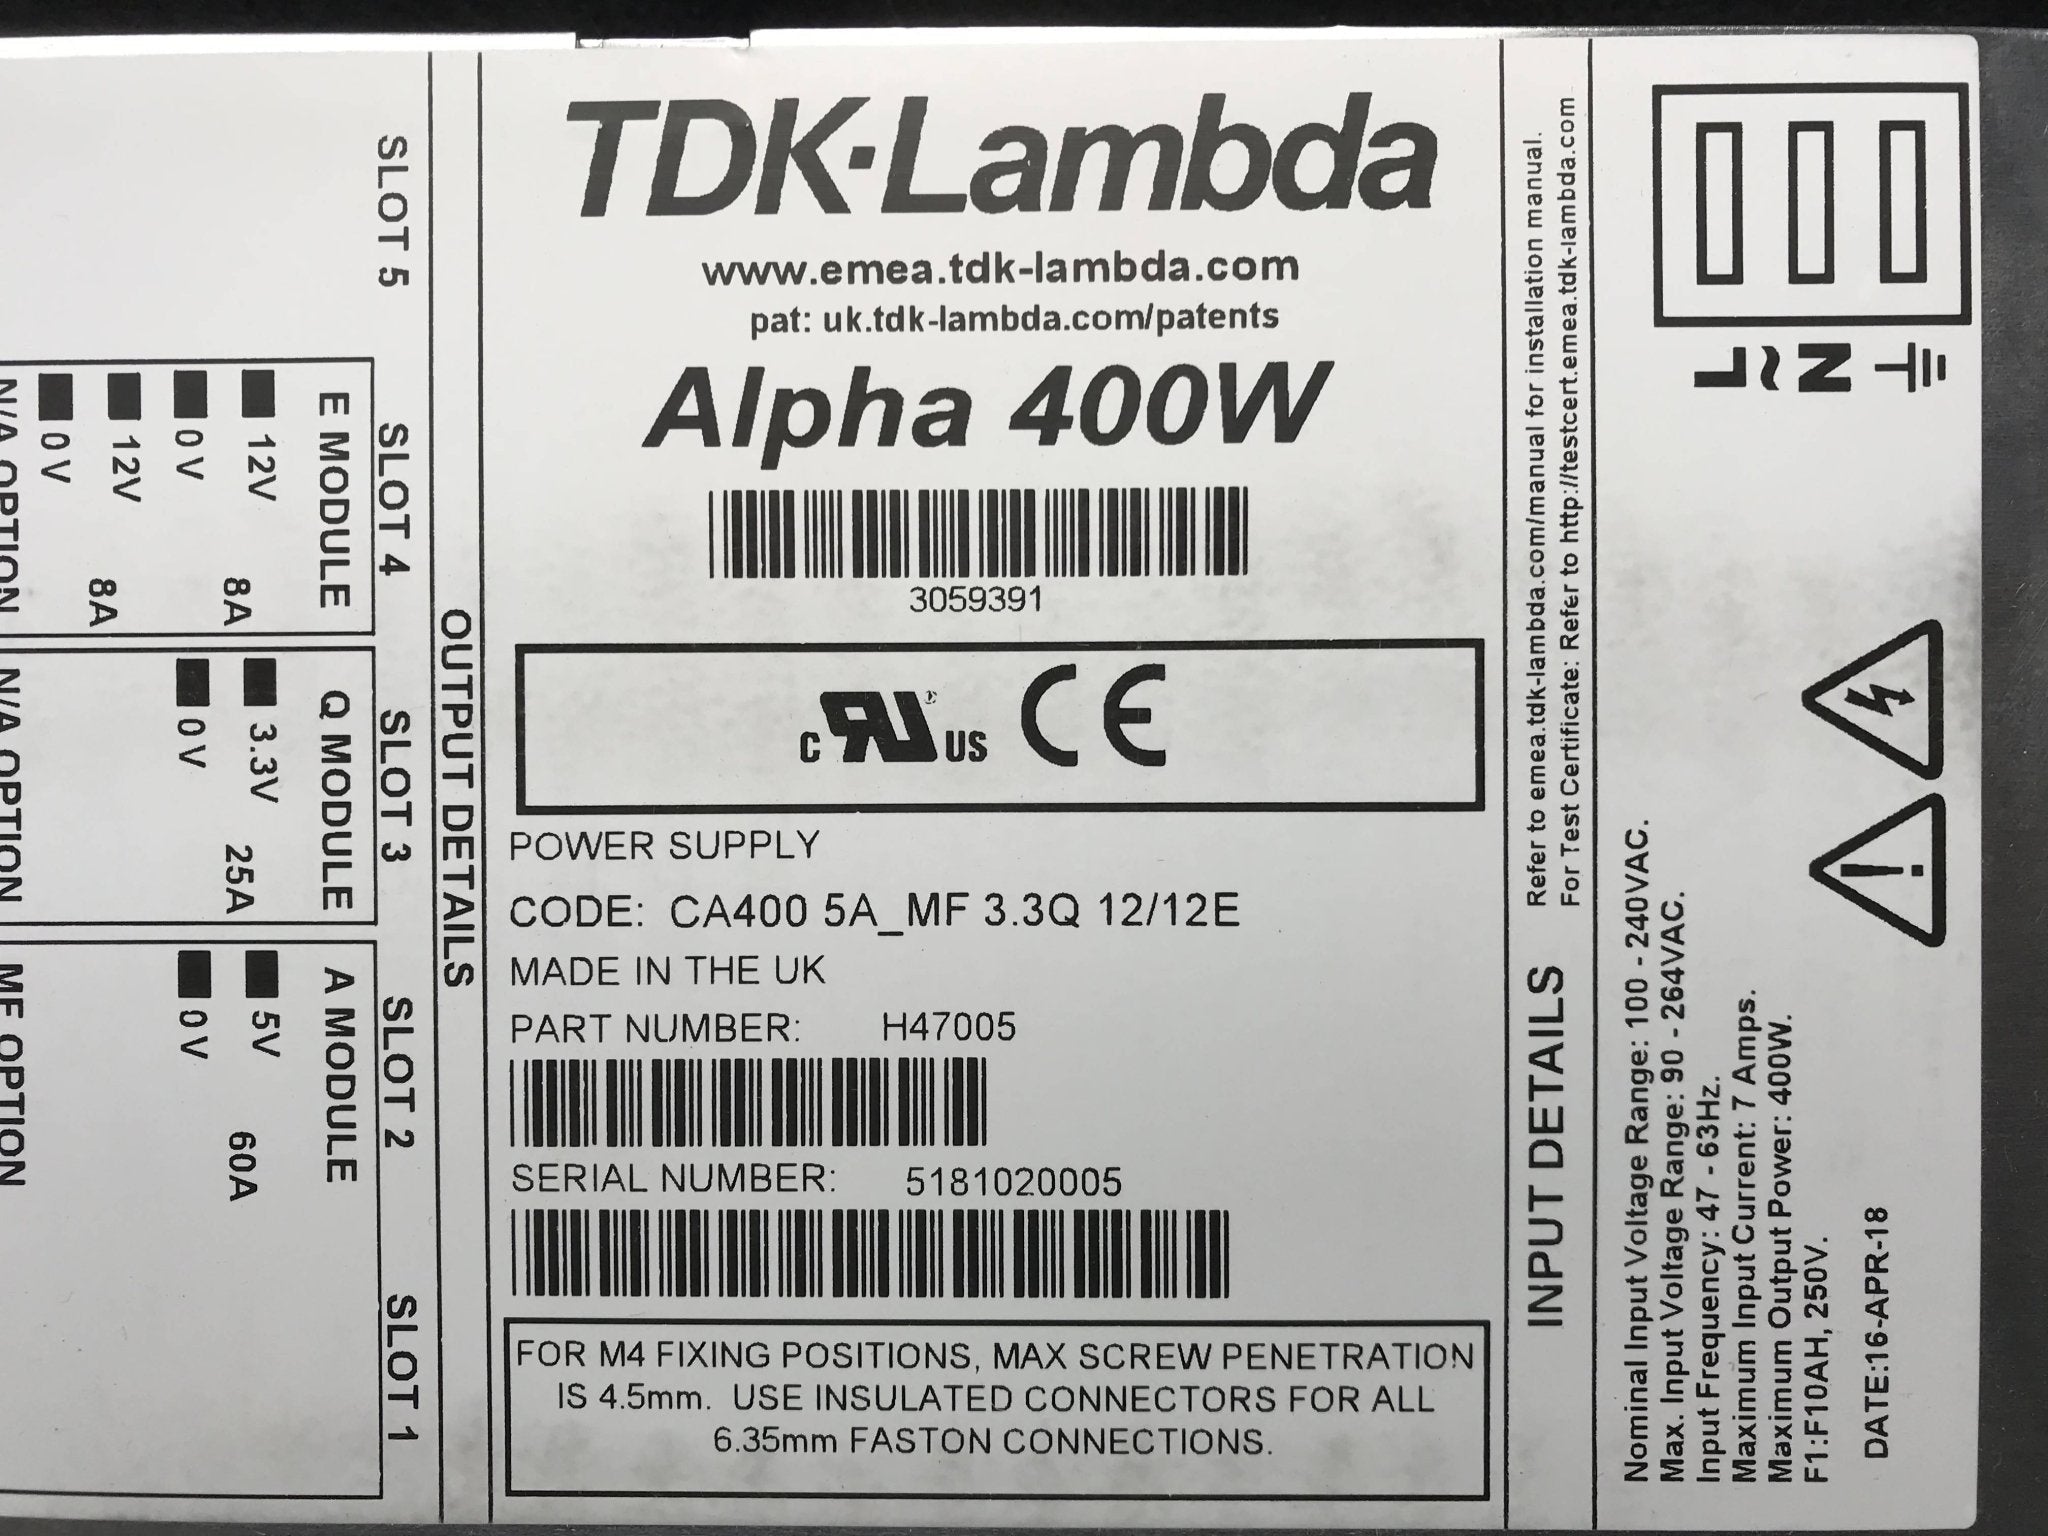 TDK·Lambda
www.emea.tdk-lambda.com
pat: uk.tdk-lambda.com/patents
Alpha 400W
3059391
c RU US CE
POWER SUPPLY
CODE: CA400 5A_MF 3.3Q 12/12E
MADE IN THE UK
PART NUMBER: H47005
SERIAL NUMBER: 5181020005
FOR M4 FIXING POSITIONS, MAX SCREW PENETRATION
IS 4.5mm. USE INSULATED CONNECTORS FOR ALL
6.35mm FASTON CONNECTIONS.
OUTPUT DETAILS
SLOT 5
SLOT 4
SLOT 3
SLOT 2
SLOT 1
E MODULE
12V 8A
0V
12V 8A
0V
N/A OPTION
Q MODULE
3.3V 25A
0V
N/A OPTION
A MODULE
5V 60A
0V
MF OPTION
Refer to emea.tdk-lambda.com/manual for installation manual.
For Test Certificate: Refer to http://testcert.emea.tdk-lambda.com
INPUT DETAILS
Nominal Input Voltage Range: 100 - 240VAC.
Max. Input Voltage Range: 90 - 264VAC.
Input Frequency: 47 - 63Hz.
Maximum Input Current: 7 Amps.
Maximum Output Power: 400W.
F1:F10AH, 250V.
DATE:16-APR-18
L
~
N